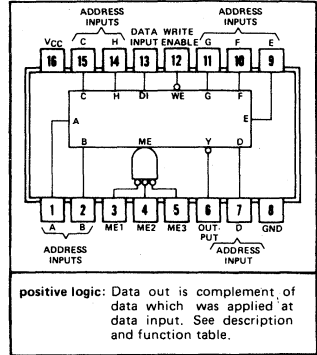 ADDRESS ADDRESS
INPUTS INPUTS
DATA WRITE
VCC C H INPUT ENABLE G F E
16 15 14 13 12 11 10 9
C H DI WE G F
A E
B ME Y D
1 2 3 4 5 6 7 8
A B ME1 ME2 ME3 OUT- D GND
PUT
ADDRESS ADDRESS
INPUTS INPUT
positive logic: Data out is complement of
data which was applied at
data input. See description
and function table.